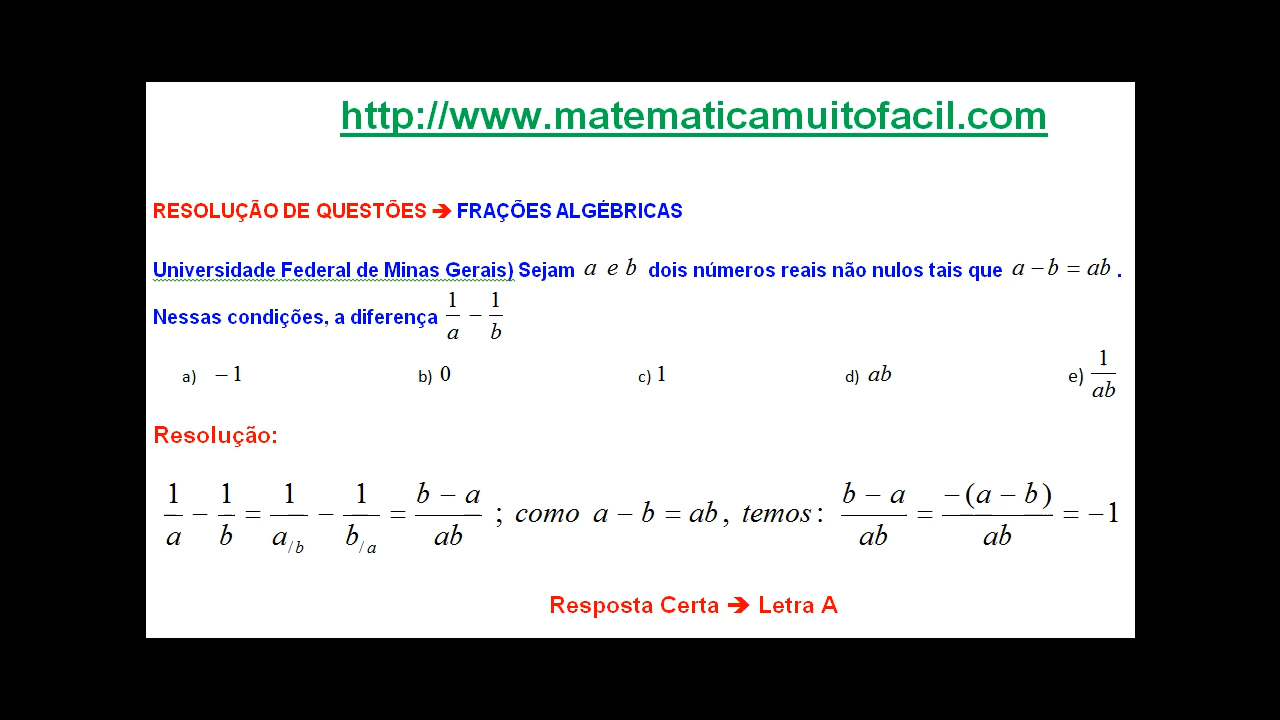 http://www.matematicamuitofacil.com
RESOLUÇÃO DE QUESTÕES ➔ FRAÇÕES ALGÉBRICAS
Universidade Federal de Minas Gerais) Sejam a e b dois números reais não nulos tais que a − b = ab .
Nessas condições, a diferença 1/a − 1/b
a) − 1 b) 0 c) 1 d) ab e) 1/ab
Resolução:
1/a − 1/b = 1/a_{/b} − 1/b_{/a} = (b − a)/ab ; como a − b = ab, temos: (b − a)/ab = −(a − b)/ab = −1
Resposta Certa ➔ Letra A